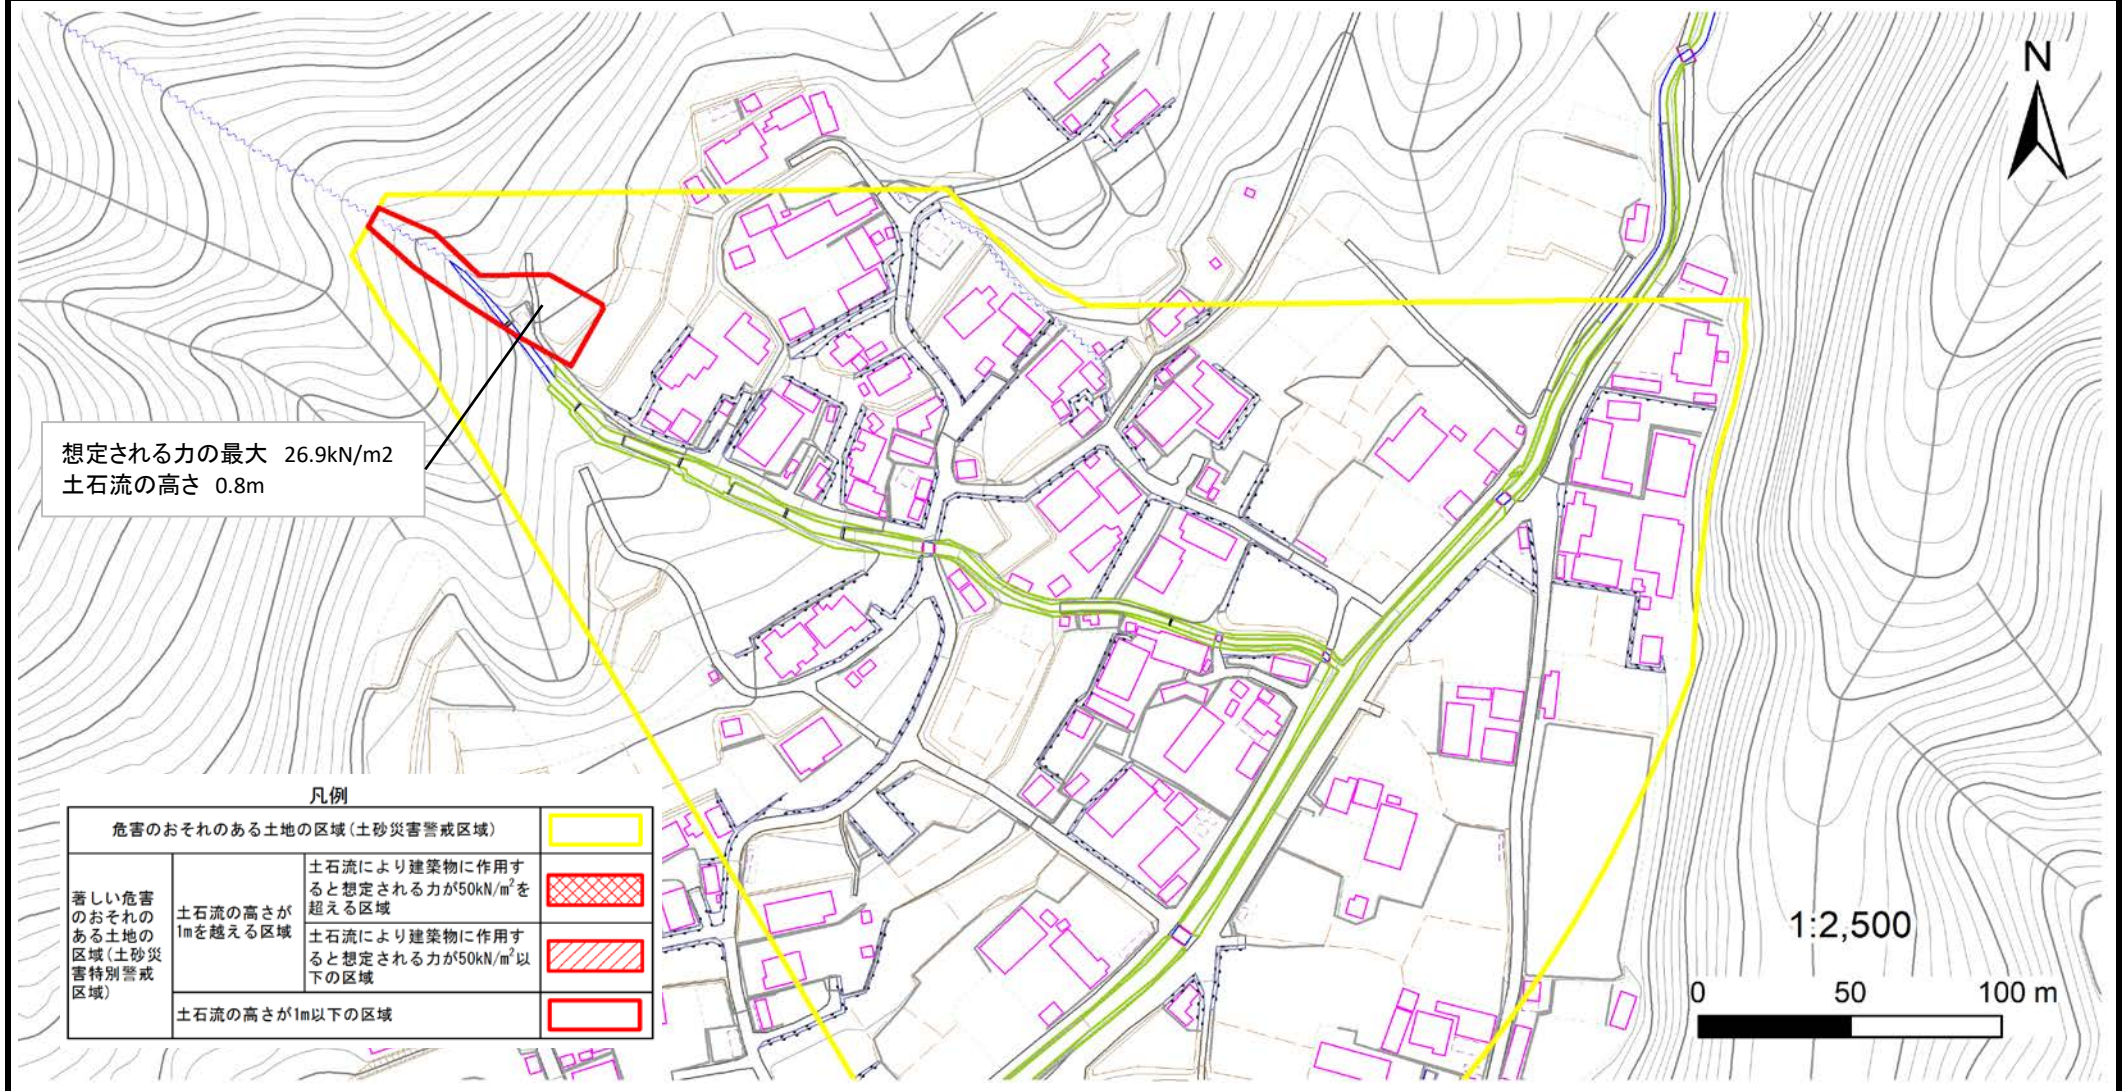 N
想定される力の最大 26.9kN/m2
土石流の高さ 0.8m
凡例
危害のおそれのある土地の区域(土砂災害警戒区域)
著しい危害
のおそれの
ある土地の
区域(土砂災
害特別警戒
区域)
土石流の高さが
1mを越える区域
土石流により建築物に作用す
ると想定される力が50kN/m²を
超える区域
土石流により建築物に作用す
ると想定される力が50kN/m²以
下の区域
土石流の高さが1m以下の区域
1:2,500
0 50 100 m